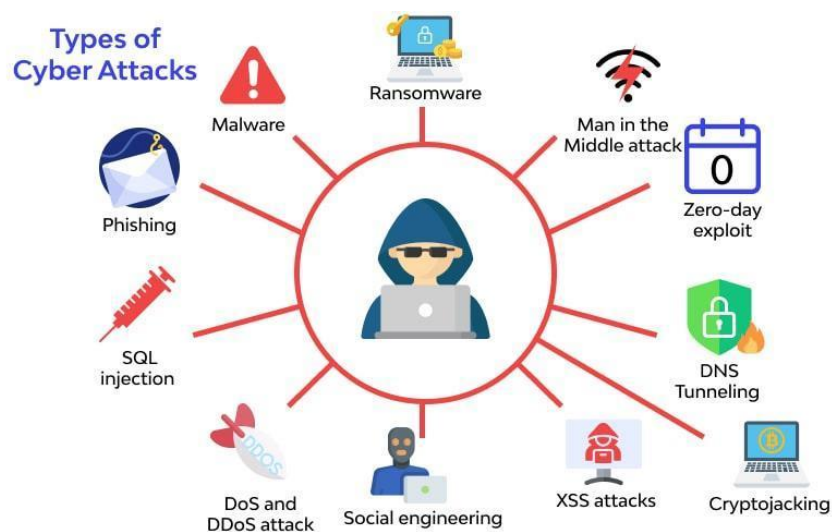 Types of
Cyber Attacks
Ransomware
Malware
Man in the
Middle attack
0
Zero-day
exploit
Phishing
SQL
injection
DNS
Tunneling
DDOS
DoS and
DDoS attack
Social engineering
XSS attacks
Cryptojacking